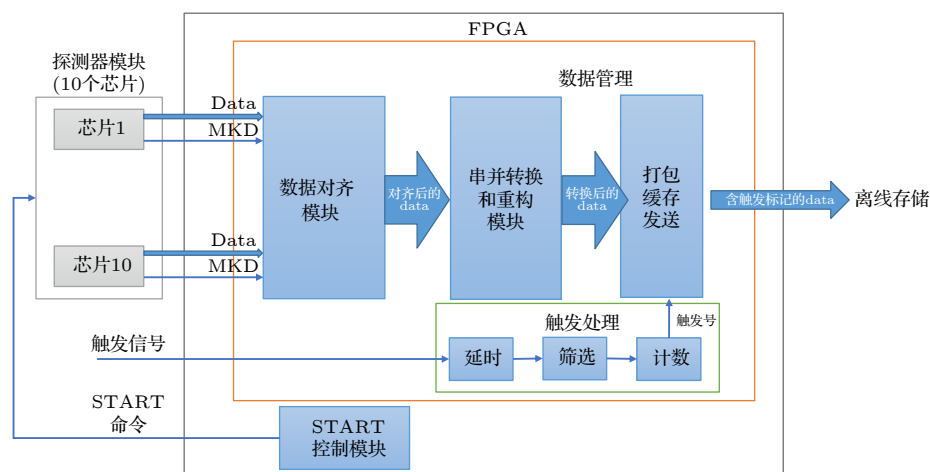 FPGA
探测器模块
(10个芯片)
数据管理
芯片1
Data
MKD
数据对齐
模块
对齐后的
data
串并转换
和重构
模块
转换后的
data
打包
缓存
发送
含触发标记的data
离线存储
芯片10
Data
MKD
触发信号
触发处理
触发号
延时
筛选
计数
START
命令
START
控制模块